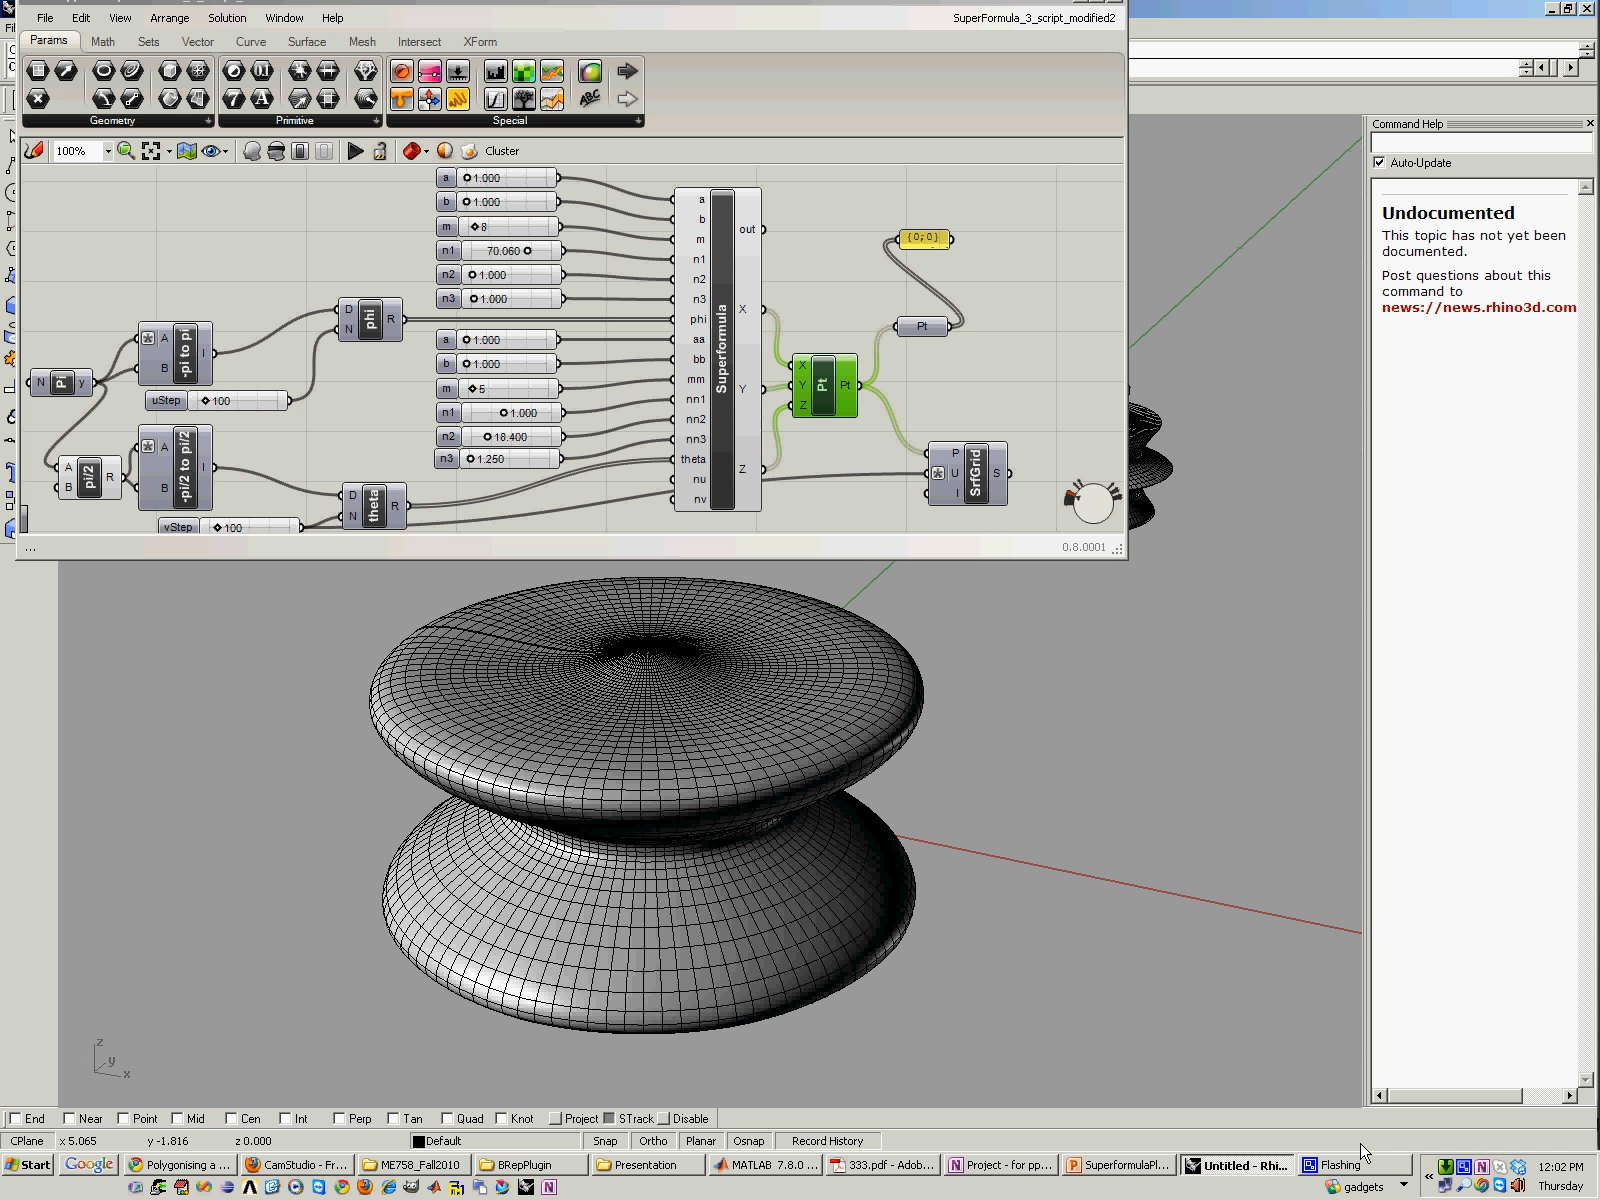 File Edit View Arrange Solution Window Help
SuperFormula_3_script_modified2
Params Math Sets Vector Curve Surface Mesh Intersect XForm
Geometry Primitive Special
100% Cluster
a 1.000
b 1.000
m 8
n1 70.060
n2 1.000
n3 1.000
a 1.000
b 1.000
m 5
n1 1.000
n2 18.400
n3 1.250
N Pi y
A B -pi to pi I
uStep 100
D N phi R
A B pi/2 R
A B -pi/2 to pi/2 I
vStep 100
D N theta R
a
b
m
n1
n2
n3
phi
aa
bb
mm
nn1
nn2
nn3
theta
nu
nv
Superformula
out
X
Y
Z
X Y Z Pt Pt
{0;0}
Pt
P U I SrfGrid S
...
0.8.0001
Command Help
Auto-Update
Undocumented
This topic has not yet been
documented.
Post questions about this
command to
news://news.rhino3d.com
z
y
x
End Near Point Mid Cen Int Perp Tan Quad Knot Project STrack Disable
CPlane x 5.065 y -1.816 z 0.000 Default Snap Ortho Planar Osnap Record History
Start Google Polygonising a ... CamStudio - Fr... ME758_Fall2010 BRepPlugin Presentation MATLAB 7.8.0 ... 333.pdf - Adob... Project - for pp... SuperformulaPl... Untitled - Rhi... Flashing 12:02 PM
gadgets Thursday